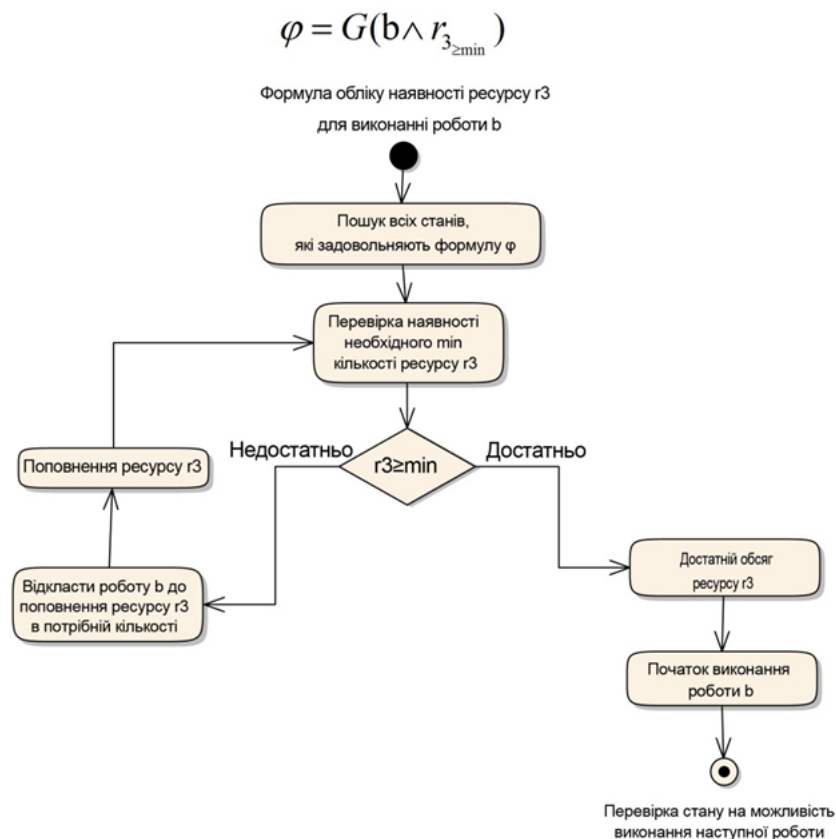 φ = G(b∧ r₃≥min )
Формула обліку наявності ресурсу r3
для виконанні роботи b
Пошук всіх станів,
які задовольняють формулу φ
Перевірка наявності
необхідного min
кількості ресурсу r3
Недостатньо
r3≥min
Достатньо
Поповнення ресурсу r3
Відкласти роботу b до
поповнення ресурсу r3
в потрібній кількості
Достатній обсяг
ресурсу r3
Початок виконання
роботи b
Перевірка стану на можливість
виконання наступної роботи